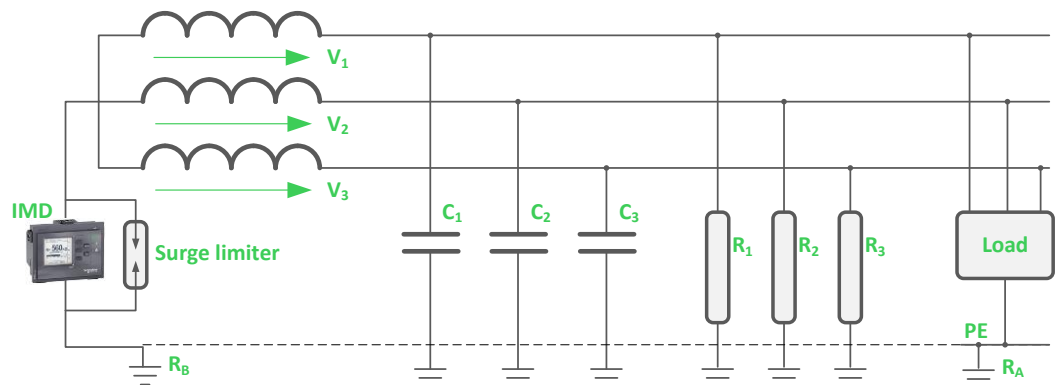 V1
V2
V3
IMD
Surge limiter
C1
C2
C3
R1
R2
R3
Load
PE
RB
RA